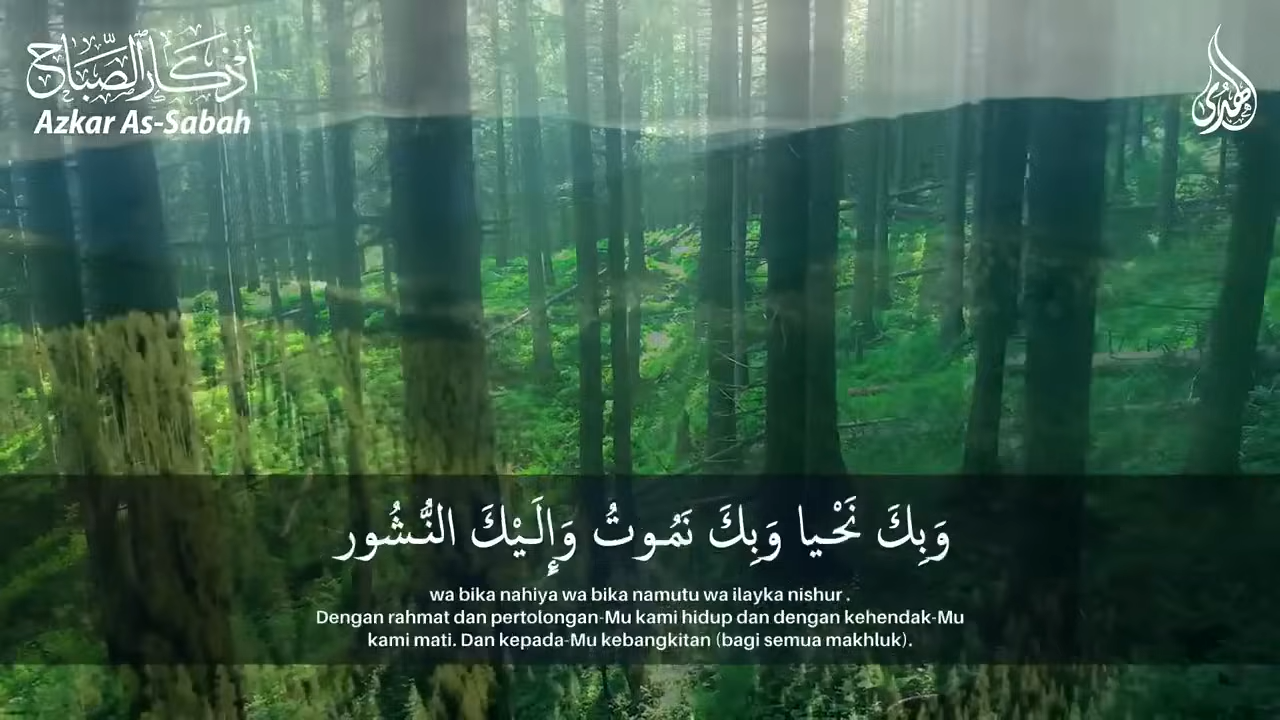 أذكار الصباح
Azkar As-Sabah
الهدى
وَبِكَ نَحْيا وَبِكَ نَمُوتُ وَإِلَيْكَ النُّشُور
wa bika nahiya wa bika namutu wa ilayka nishur .
Dengan rahmat dan pertolongan-Mu kami hidup dan dengan kehendak-Mu
kami mati. Dan kepada-Mu kebangkitan (bagi semua makhluk).